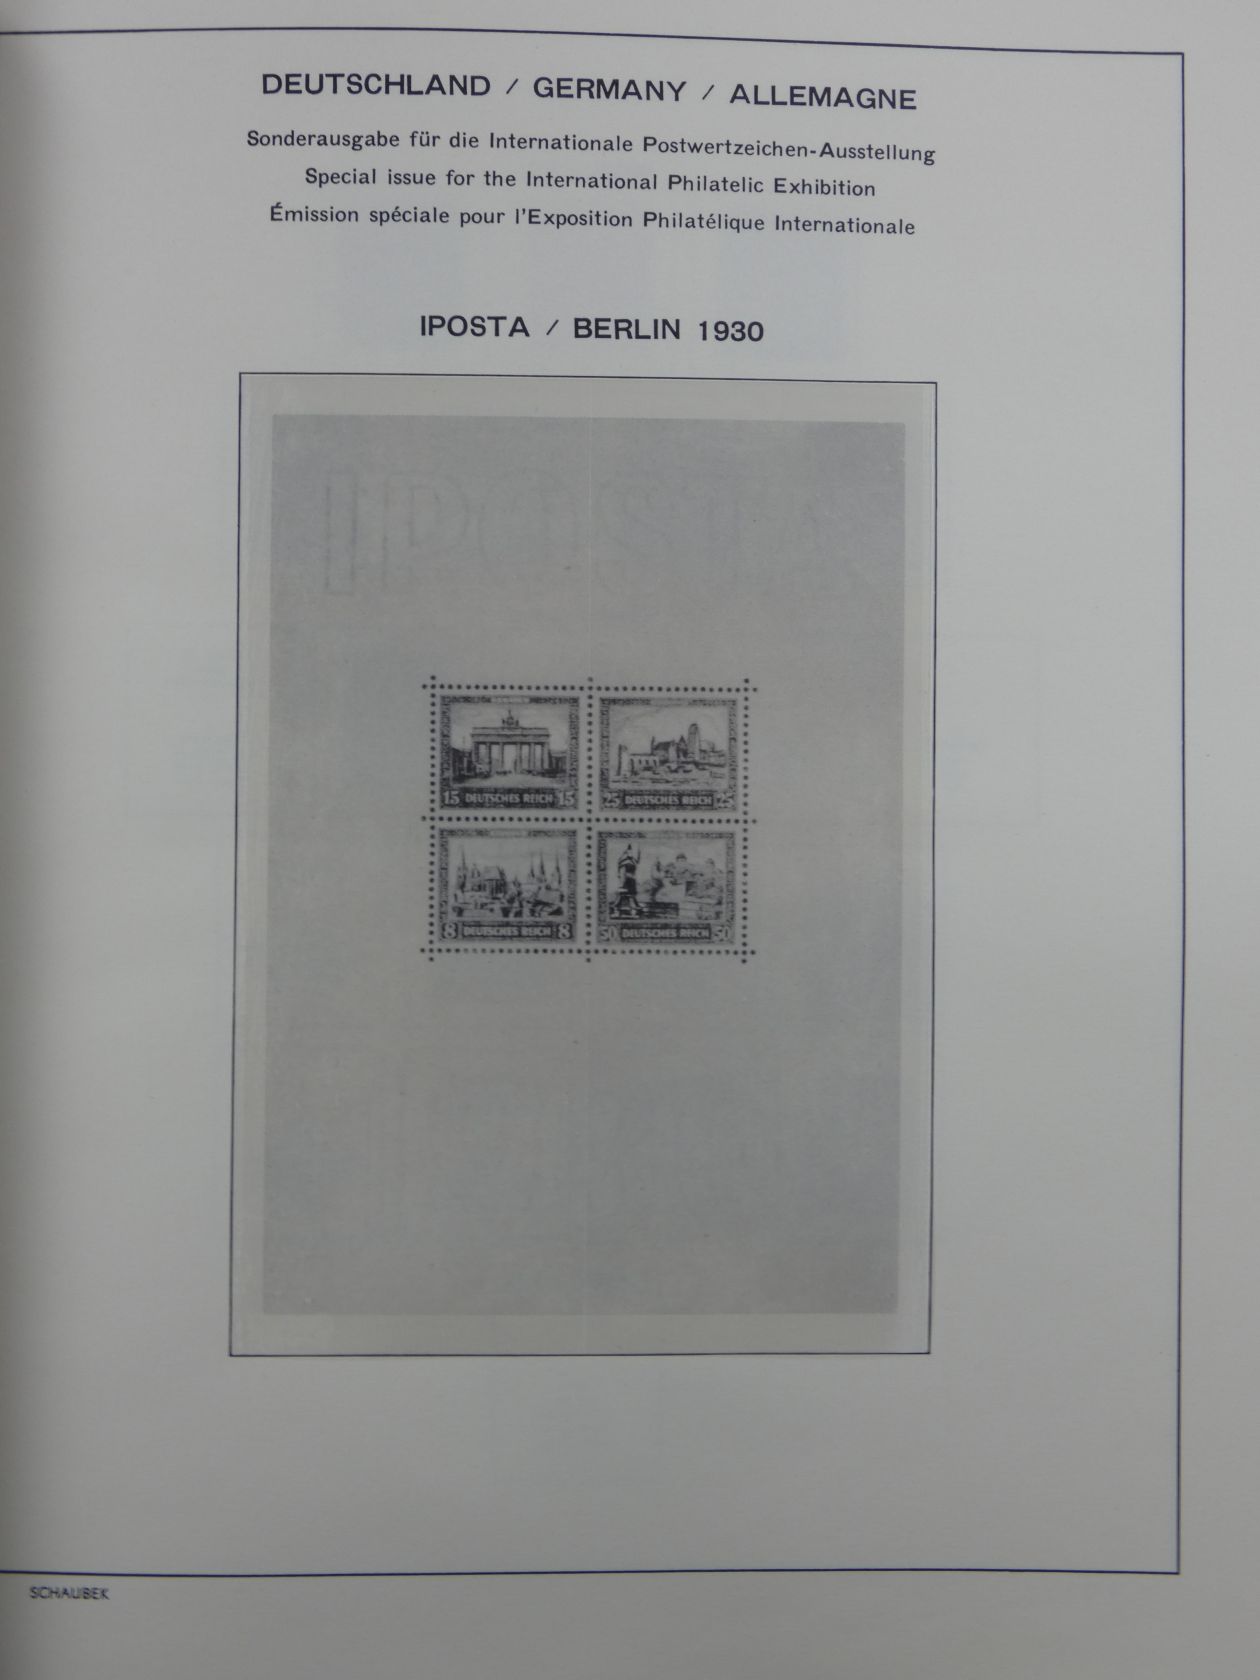 DEUTSCHLAND / GERMANY / ALLEMAGNE
Sonderausgabe für die Internationale Postwertzeichen-Ausstellung
Special issue for the International Philatelic Exhibition
Émission spéciale pour l'Exposition Philatélique Internationale
IPOSTA / BERLIN 1930
15 DEUTSCHES REICH 15
25 DEUTSCHES REICH 25
8 DEUTSCHES REICH 8
50 DEUTSCHES REICH 50
SCHAUBEK